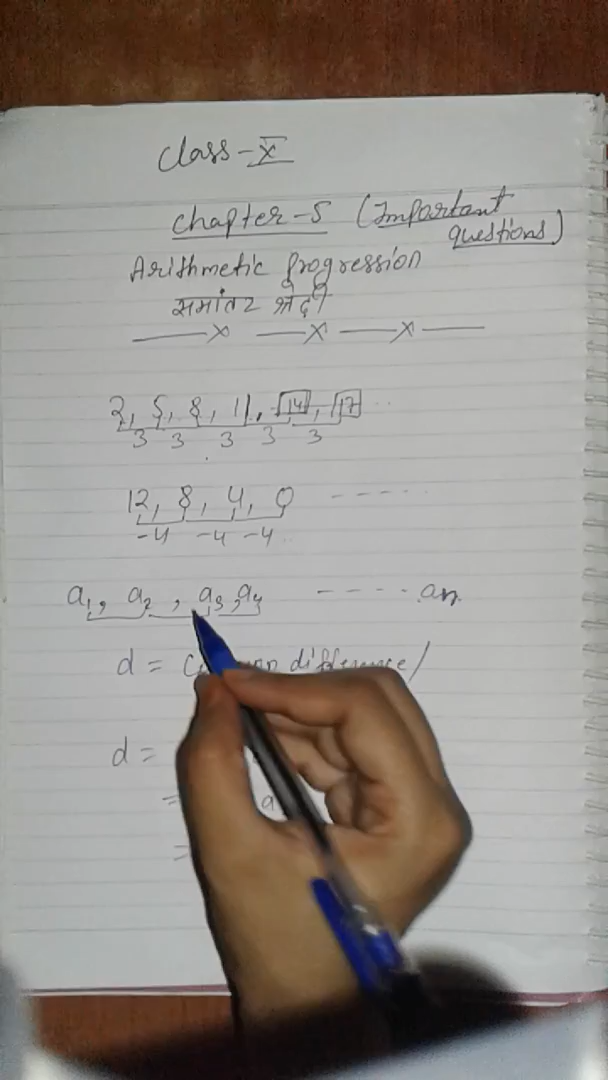 Class-X
Chapter-5 (Important questions)
Arithmetic Progression
समांतर श्रेढ़ी
—x —x —x —
2, 5, 8, 11, 14, 17 ..
3 3 3 3 3
12, 8, 4, 0 -----
-4 -4 -4
a1, a2, a3, a4 ---- an
d = difference/
d =
= a
=